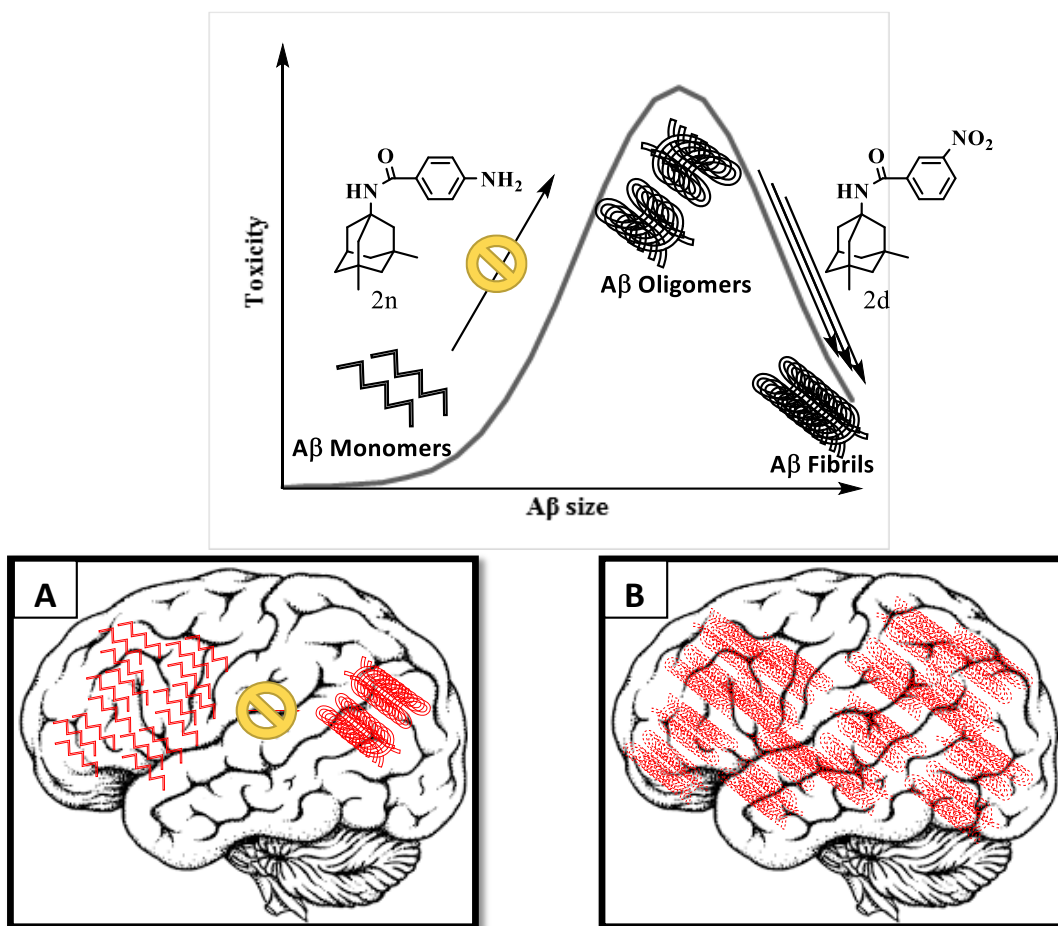 Toxicity
O
HN
NH₂
2n
Aβ Monomers
Aβ Oligomers
NO₂
O
HN
2d
Aβ Fibrils
Aβ size
A
B